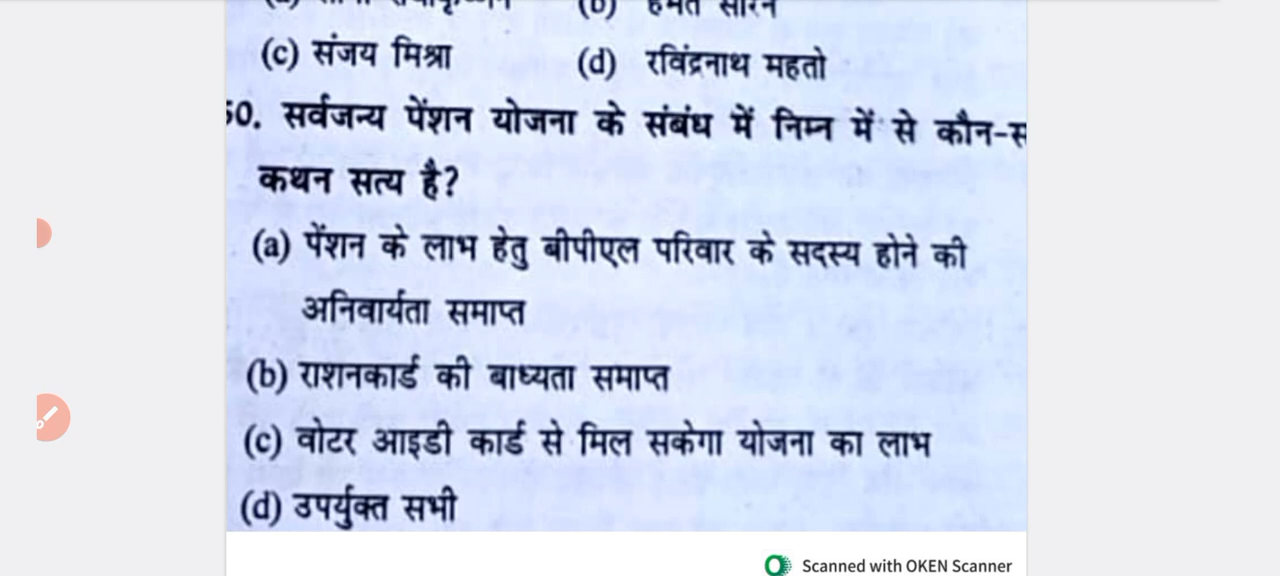 (c) संजय मिश्रा (d) रविंद्रनाथ महतो
50. सर्वजन्य पेंशन योजना के संबंध में निम्न में से
कथन सत्य है?
(a) पेंशन के लाभ हेतु बीपीएल परिवार के सदस्य होने की
अनिवार्यता समाप्त
(b) राशनकार्ड की बाध्यता समाप्त
(c) वोटर आइडी कार्ड से मिल सकेगा योजना का लाभ
(d) उपर्युक्त सभी
Scanned with OKEN Scanner